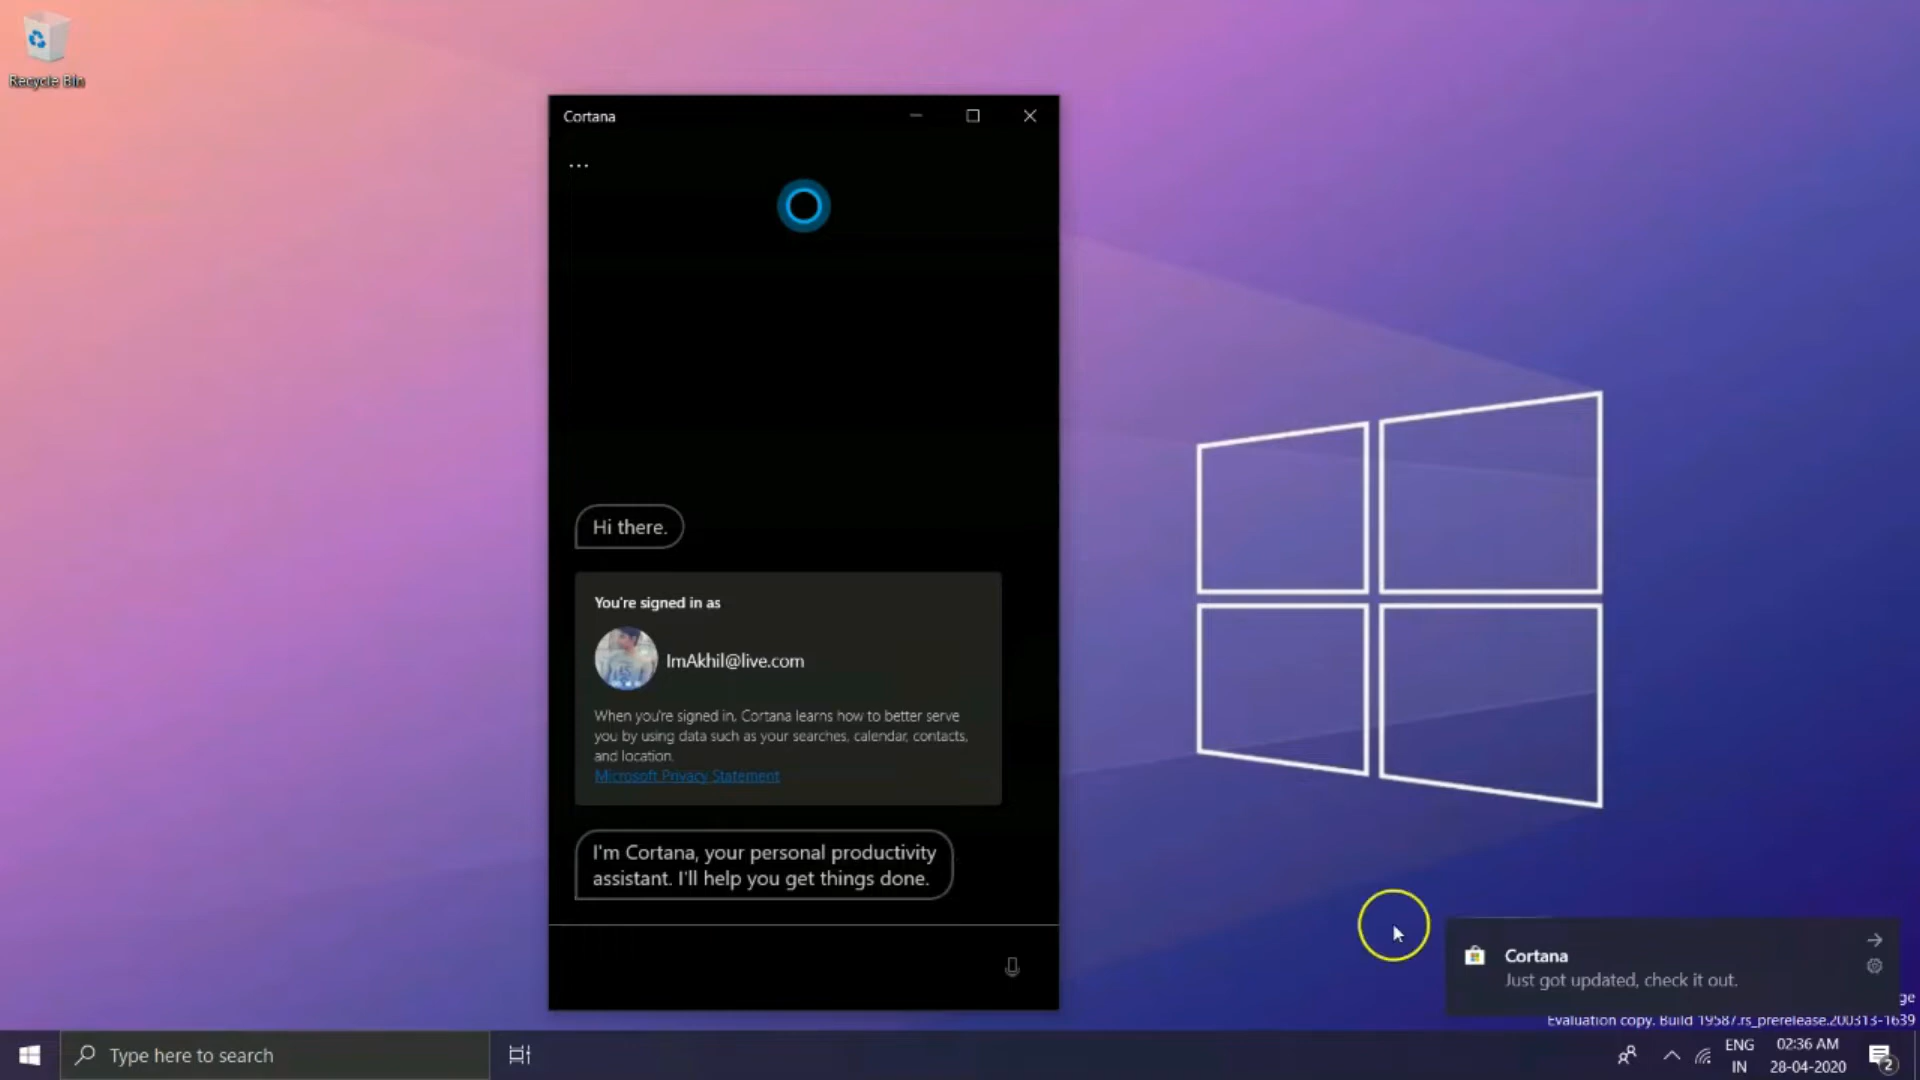 Recycle Bin
Cortana
...
Hi there.
You're signed in as
ImAkhil@live.com
When you're signed in, Cortana learns how to better serve
you by using data such as your searches, calendar, contacts,
and location.
Microsoft Privacy Statement
I'm Cortana, your personal productivity
assistant. I'll help you get things done.
Cortana
Just got updated, check it out.
ge
Evaluation copy. Build 19587.rs_prerelease.200313-1639
Type here to search
ENG
IN
02:36 AM
28-04-2020
2